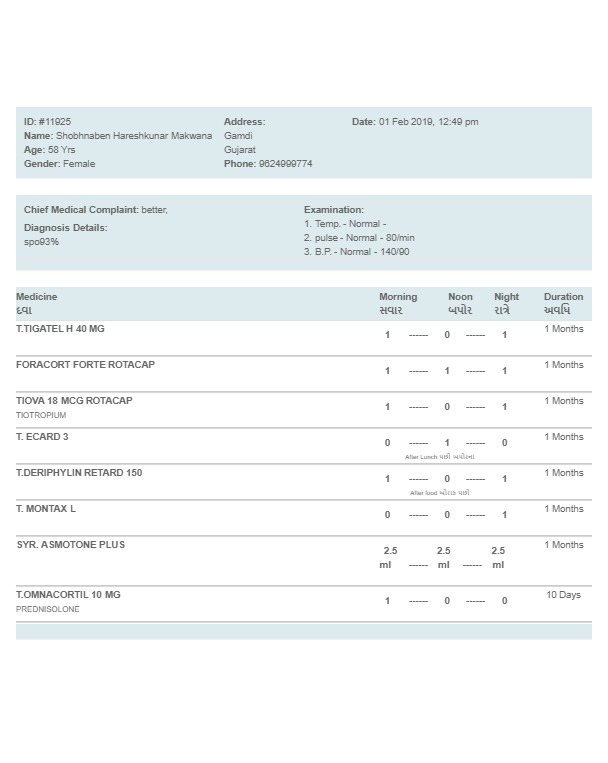 ID: #11925 Address: Date: 01 Feb 2019, 12:49 pm
Name: Shobhnaben Hareshkunar Makwana Gamdi
Age: 58 Yrs Gujarat
Gender: Female Phone: 9624999774
Chief Medical Complaint: better, Examination:
1. Temp. - Normal -
Diagnosis Details: 2. pulse - Normal - 80/min
spo93% 3. B.P. - Normal - 140/90
Medicine Morning Noon Night Duration
દવા સવાર બપોર રાત્રે અવધિ
T.TIGATEL H 40 MG 1 ------ 0 ------ 1 1 Months
FORACORT FORTE ROTACAP 1 ------ 1 ------ 1 1 Months
TIOVA 18 MCG ROTACAP 1 ------ 0 ------ 1 1 Months
TIOTROPIUM
T. ECARD 3 0 ------ 1 ------ 0 1 Months
After Lunch પછી બપોરના
T.DERIPHYLIN RETARD 150 1 ------ 0 ------ 1 1 Months
After food ખોરાક પછી
T. MONTAX L 0 ------ 0 ------ 1 1 Months
SYR. ASMOTONE PLUS 2.5 2.5 2.5 1 Months
ml ------ ml ------ ml
T.OMNACORTIL 10 MG 1 ------ 0 ------ 0 10 Days
PREDNISOLONE